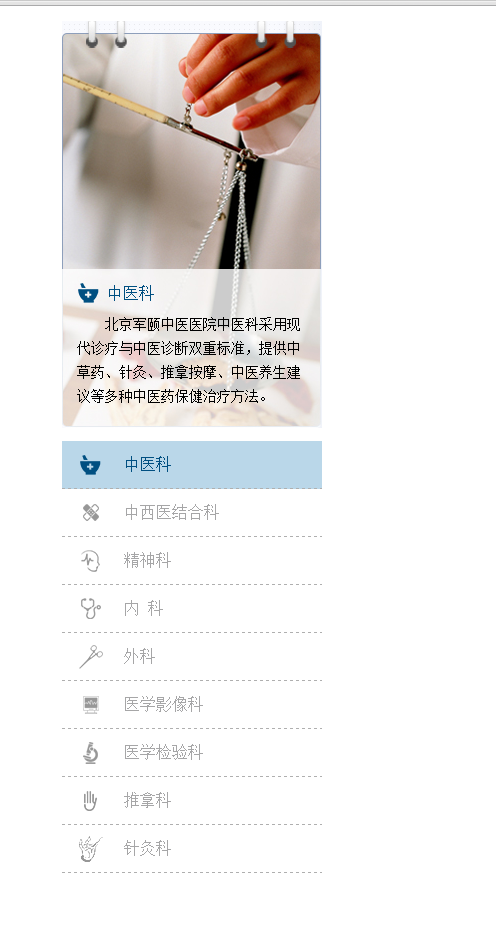 中医科
北京军颐中医医院中医科采用现
代诊疗与中医诊断双重标准，提供中
草药、针灸、推拿按摩、中医养生建
议等多种中医药保健治疗方法。
中医科
中西医结合科
精神科
内 科
外科
医学影像科
医学检验科
推拿科
针灸科